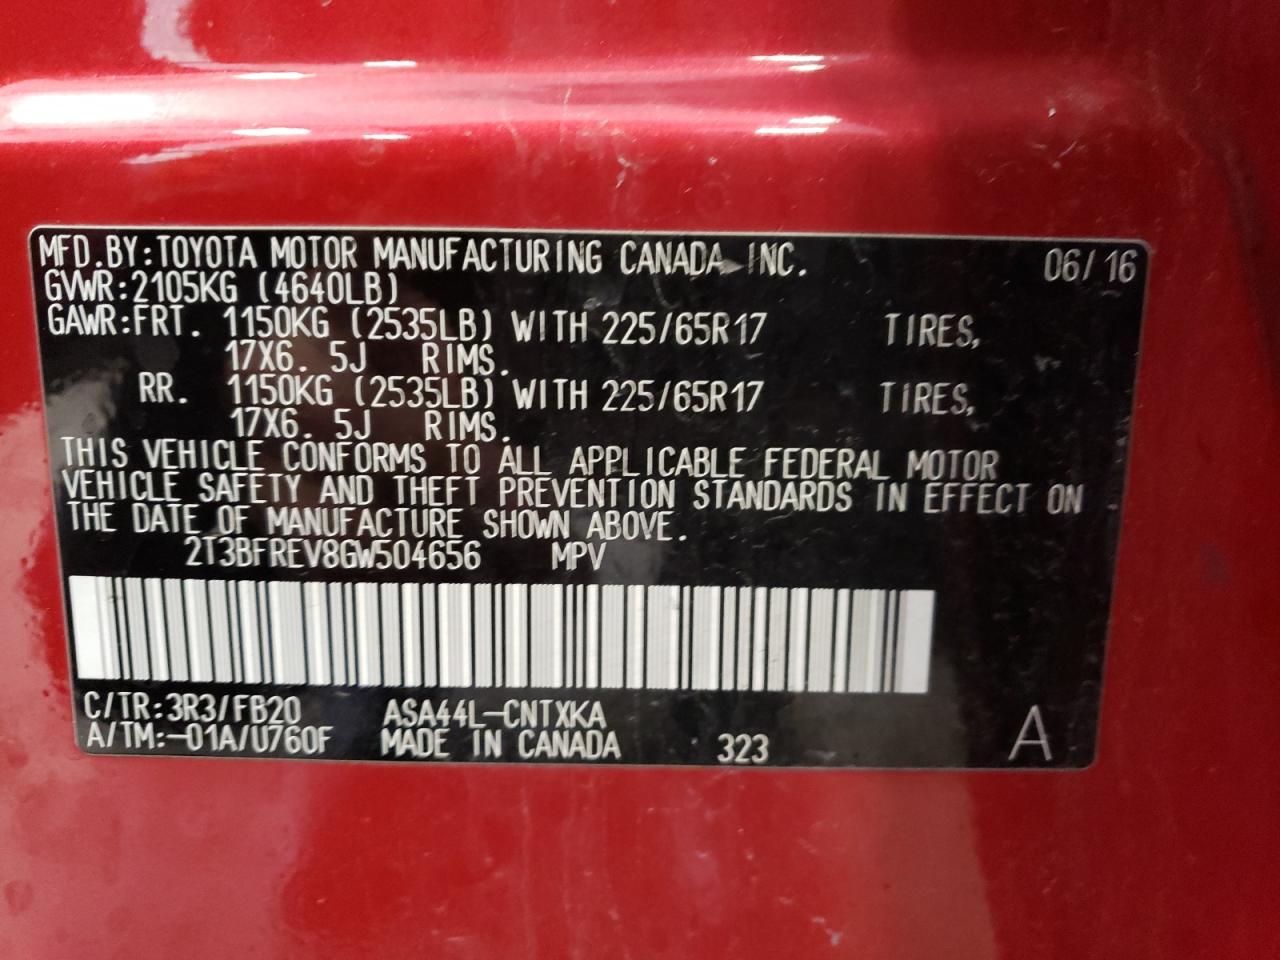 MFD.BY:TOYOTA MOTOR MANUFACTURING CANADA INC. 06/16
GVWR:2105KG (4640LB)
GAWR:FRT. 1150KG (2535LB) WITH 225/65R17 TIRES,
17X6. 5J RIMS.
RR. 1150KG (2535LB) WITH 225/65R17 TIRES,
17X6. 5J RIMS.
THIS VEHICLE CONFORMS TO ALL APPLICABLE FEDERAL MOTOR
VEHICLE SAFETY AND THEFT PREVENTION STANDARDS IN EFFECT ON
THE DATE OF MANUFACTURE SHOWN ABOVE.
2T3BFREV8GW504656 MPV
C/TR:3R3/FB20 ASA44L-CNTXKA
A/TM:-01A/U760F MADE IN CANADA 323 A